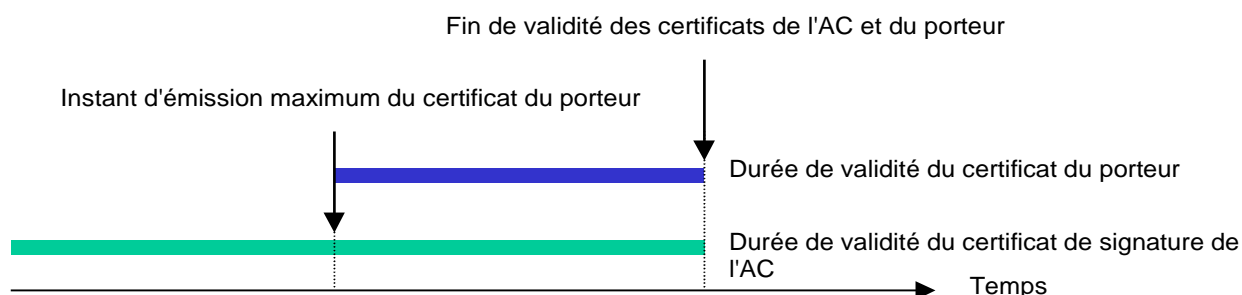 Fin de validité des certificats de l'AC et du porteur
Instant d'émission maximum du certificat du porteur
Durée de validité du certificat du porteur
Durée de validité du certificat de signature de
l'AC
Temps